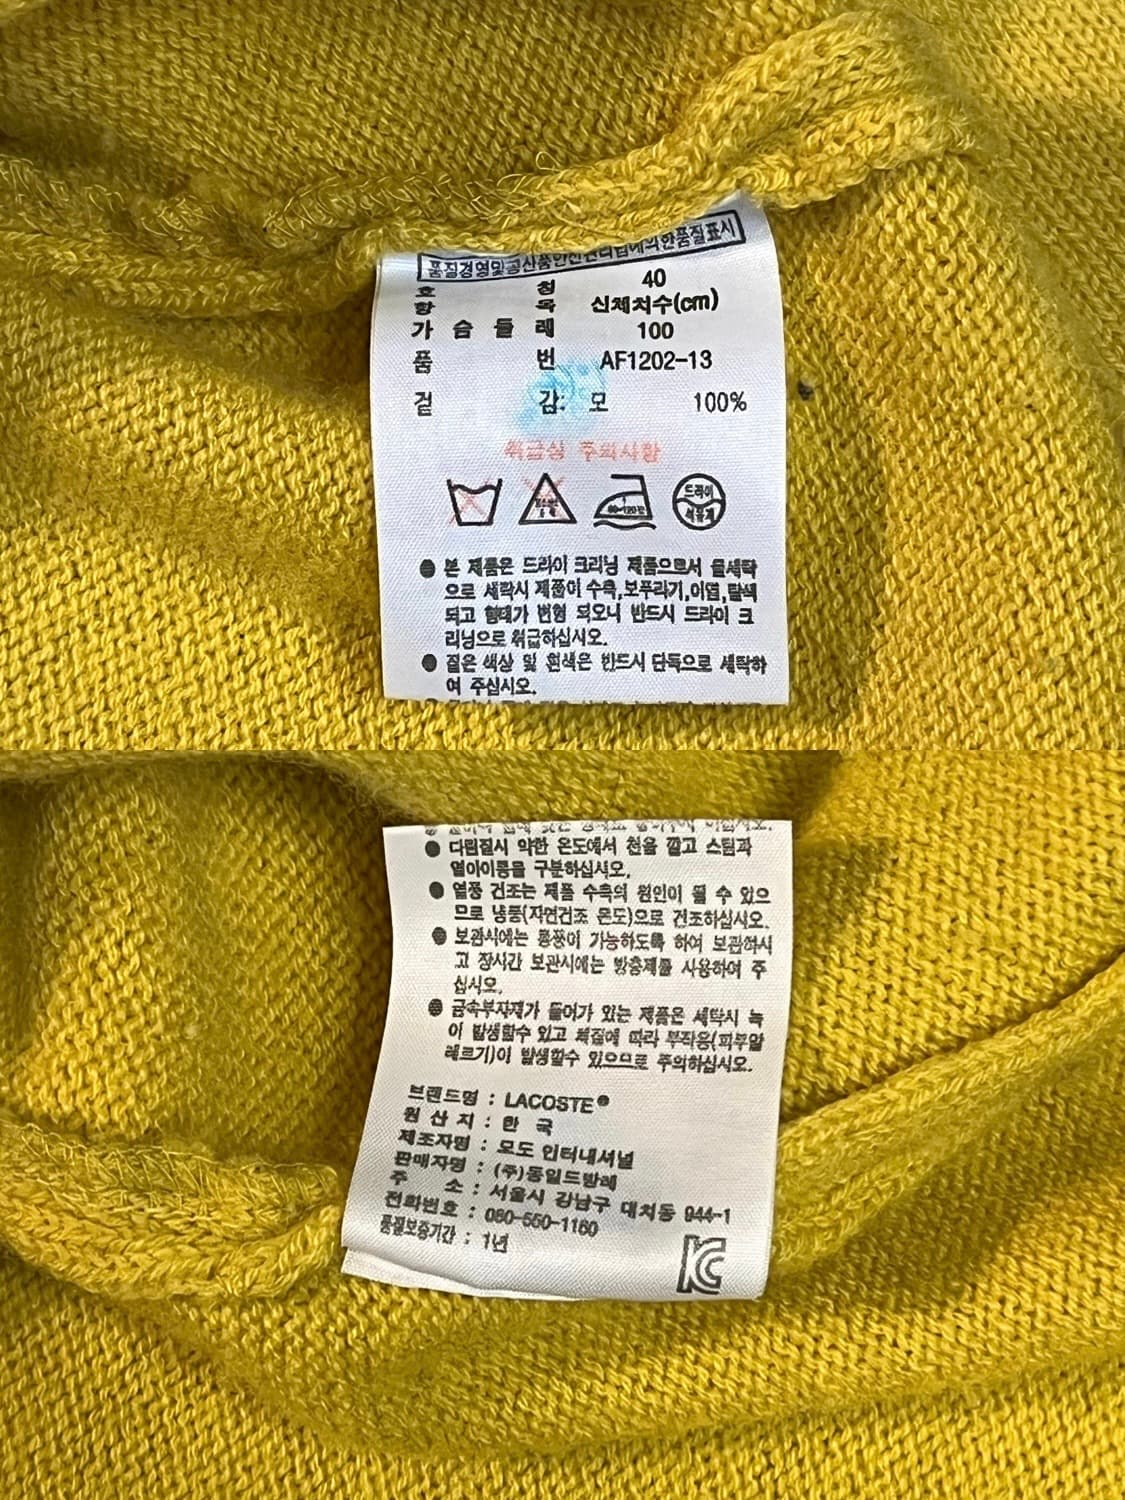 품질경영및공산품안전관리법에의한품질표시
호 칭 40
항 목 신체치수(cm)
가 슴 둘 레 100
품 번 AF1202-13
겉 감: 모 100%
취급상 주의사항
드라이
80~120℃
석유계
● 본 제품은 드라이 크리닝 제품으로서 물세탁
으로 세탁시 제품이 수축,보푸라기,이염,탈색
되고 형태가 변형 되오니 반드시 드라이 크
리닝으로 취급하십시오.
● 짙은 색상 및 흰색은 반드시 단독으로 세탁하
여 주십시오.
● 다림질시 약한 온도에서 천을 깔고 스팀과
열아이롱을 구분하십시오.
● 열풍 건조는 제품 수축의 원인이 될 수 있으
므로 냉풍(자연건조 온도)으로 건조하십시오.
● 보관시에는 통풍이 가능하도록 하여 보관하시
고 장시간 보관시에는 방충제를 사용하여 주
십시오.
● 금속부자재가 들어가 있는 제품은 세탁시 녹
이 발생할수 있고 체질에 따라 부작용(피부알
레르기)이 발생할수 있으므로 주의하십시오.
브랜드명 : LACOSTE®
원 산 지 : 한 국
제조자명 : 모도 인터내셔널
판매자명 : (주)동일드방레
주 소 : 서울시 강남구 대치동 944-1
전화번호 : 080-550-1160
품질보증기간 : 1년
KC